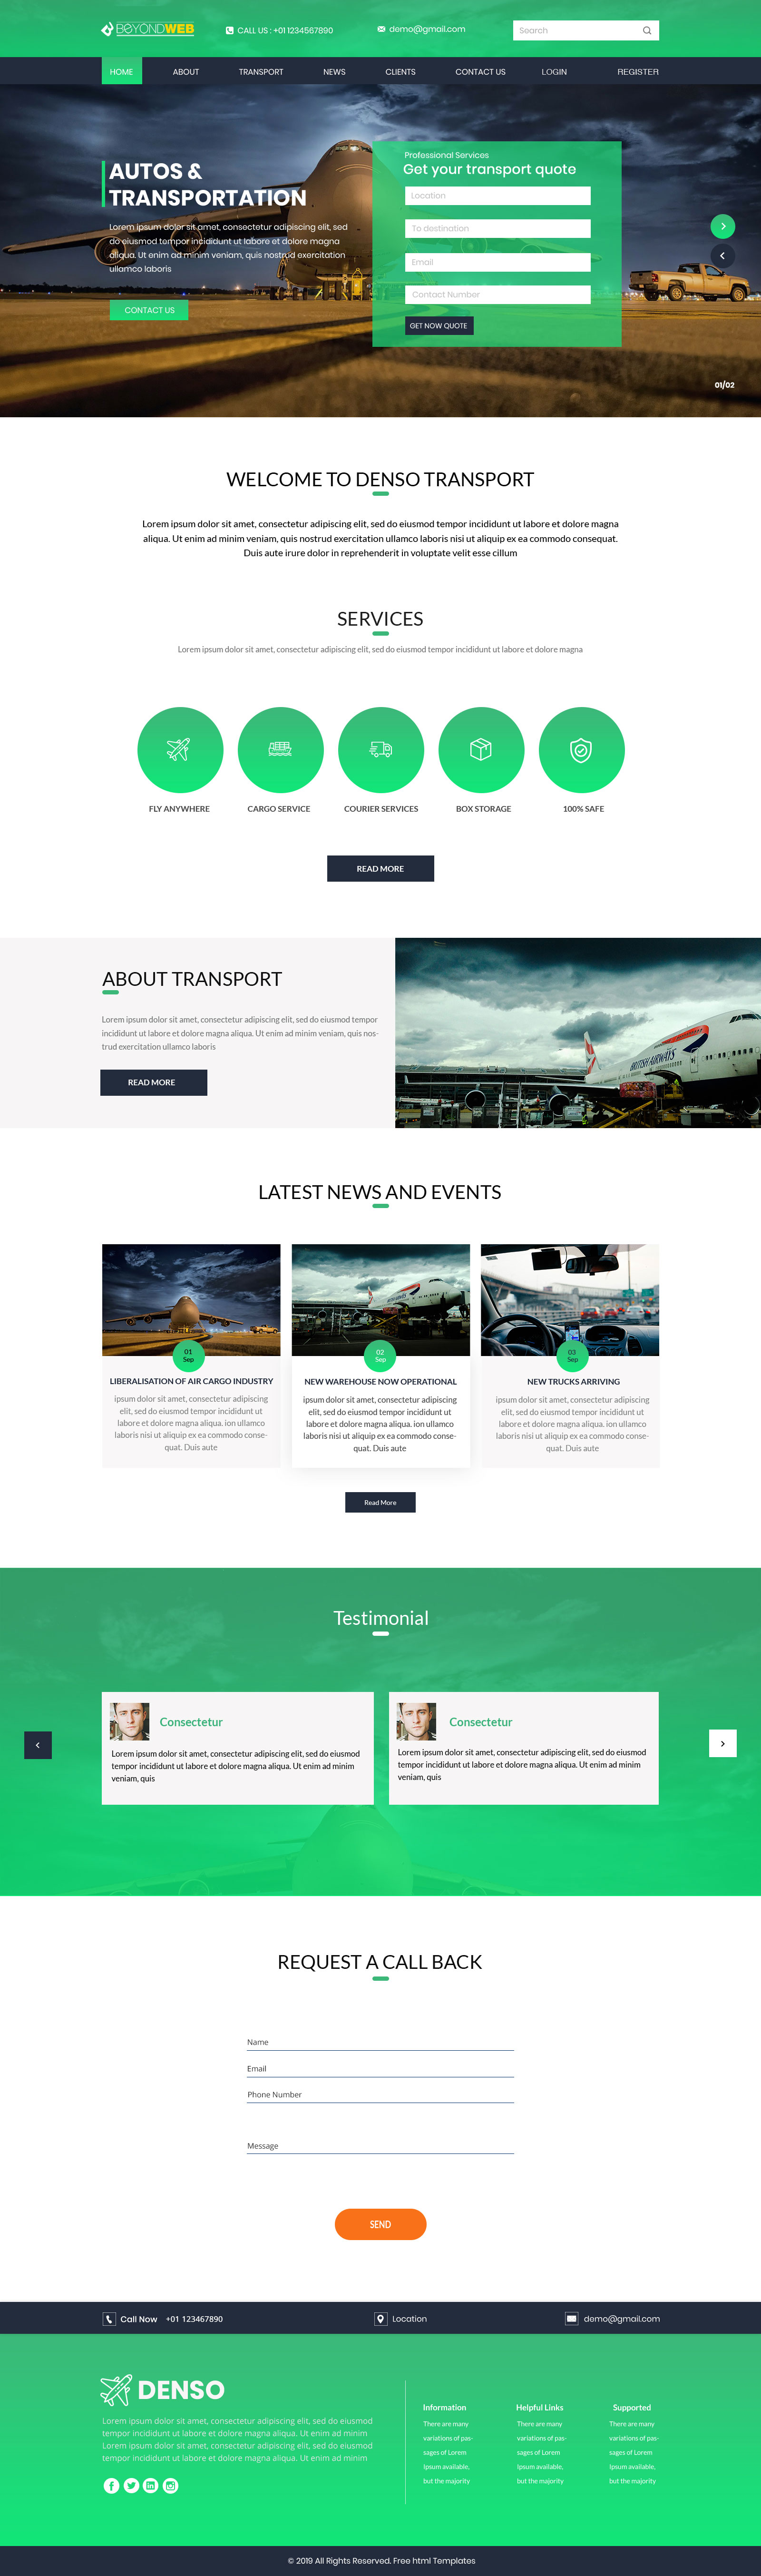 BEYONDWEB
CALL US : +01 1234567890
demo@gmail.com
Search
HOME
ABOUT
TRANSPORT
NEWS
CLIENTS
CONTACT US
LOGIN
REGISTER
AUTOS &
TRANSPORTATION
Lorem ipsum dolor sit amet, consectetur adipiscing elit, sed
do eiusmod tempor incididunt ut labore et dolore magna
aliqua. Ut enim ad minim veniam, quis nostrud exercitation
ullamco laboris
CONTACT US
Professional Services
Get your transport quote
Location
To destination
Email
Contact Number
GET NOW QUOTE
01/02
WELCOME TO DENSO TRANSPORT
Lorem ipsum dolor sit amet, consectetur adipiscing elit, sed do eiusmod tempor incididunt ut labore et dolore magna
aliqua. Ut enim ad minim veniam, quis nostrud exercitation ullamco laboris nisi ut aliquip ex ea commodo consequat.
Duis aute irure dolor in reprehenderit in voluptate velit esse cillum
SERVICES
Lorem ipsum dolor sit amet, consectetur adipiscing elit, sed do eiusmod tempor incididunt ut labore et dolore magna
FLY ANYWHERE
CARGO SERVICE
COURIER SERVICES
BOX STORAGE
100% SAFE
READ MORE
ABOUT TRANSPORT
Lorem ipsum dolor sit amet, consectetur adipiscing elit, sed do eiusmod tempor
incididunt ut labore et dolore magna aliqua. Ut enim ad minim veniam, quis nos-
trud exercitation ullamco laboris
READ MORE
BRITISH AIRWAYS
LATEST NEWS AND EVENTS
01
Sep
LIBERALISATION OF AIR CARGO INDUSTRY
ipsum dolor sit amet, consectetur adipiscing
elit, sed do eiusmod tempor incididunt ut
labore et dolore magna aliqua. ion ullamco
laboris nisi ut aliquip ex ea commodo conse-
quat. Duis aute
02
Sep
NEW WAREHOUSE NOW OPERATIONAL
ipsum dolor sit amet, consectetur adipiscing
elit, sed do eiusmod tempor incididunt ut
labore et dolore magna aliqua. ion ullamco
laboris nisi ut aliquip ex ea commodo conse-
quat. Duis aute
03
Sep
NEW TRUCKS ARRIVING
ipsum dolor sit amet, consectetur adipiscing
elit, sed do eiusmod tempor incididunt ut
labore et dolore magna aliqua. ion ullamco
laboris nisi ut aliquip ex ea commodo conse-
quat. Duis aute
Read More
Testimonial
Consectetur
Lorem ipsum dolor sit amet, consectetur adipiscing elit, sed do eiusmod
tempor incididunt ut labore et dolore magna aliqua. Ut enim ad minim
veniam, quis
Consectetur
Lorem ipsum dolor sit amet, consectetur adipiscing elit, sed do eiusmod
tempor incididunt ut labore et dolore magna aliqua. Ut enim ad minim
veniam, quis
REQUEST A CALL BACK
Name
Email
Phone Number
Message
SEND
Call Now +01 123467890
Location
demo@gmail.com
DENSO
Lorem ipsum dolor sit amet, consectetur adipiscing elit, sed do eiusmod
tempor incididunt ut labore et dolore magna aliqua. Ut enim ad minim
Lorem ipsum dolor sit amet, consectetur adipiscing elit, sed do eiusmod
tempor incididunt ut labore et dolore magna aliqua. Ut enim ad minim
Information
There are many
variations of pas-
sages of Lorem
Ipsum available,
but the majority
Helpful Links
There are many
variations of pas-
sages of Lorem
Ipsum available,
but the majority
Supported
There are many
variations of pas-
sages of Lorem
Ipsum available,
but the majority
© 2019 All Rights Reserved. Free html Templates